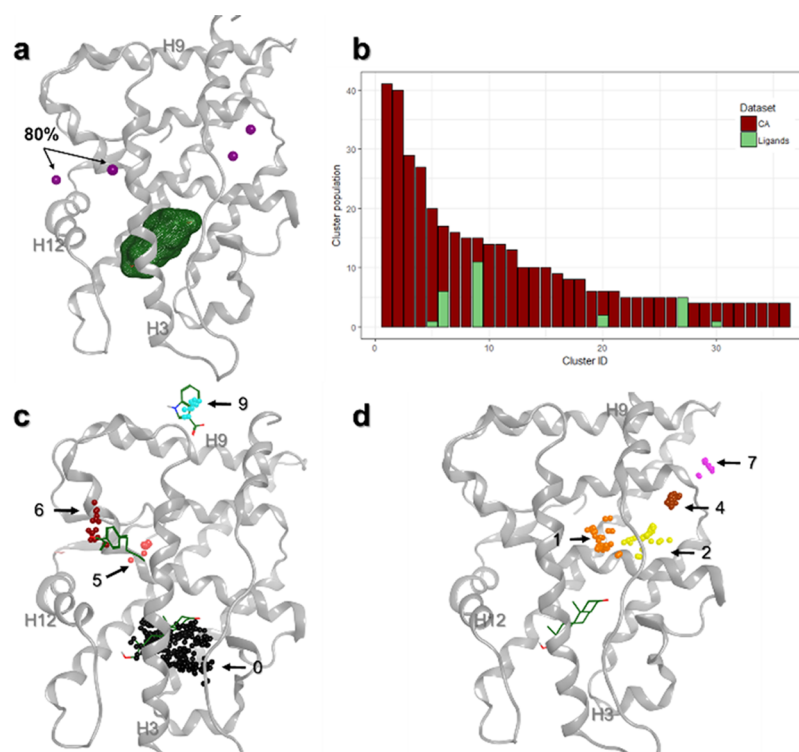 a
H9
80%
H12
H3
b
Cluster population
40
30
20
10
0
0
10
20
30
Cluster ID
Dataset
CA
Ligands
c
9
H9
6
5
H12
0
H3
d
H9
7
4
1
2
H12
H3